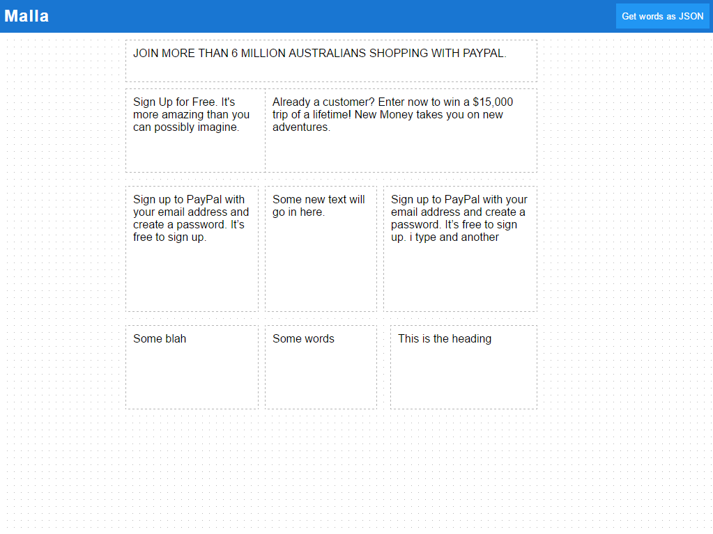 Malla
Get words as JSON
JOIN MORE THAN 6 MILLION AUSTRALIANS SHOPPING WITH PAYPAL.
Sign Up for Free. It's
more amazing than you
can possibly imagine.
Already a customer? Enter now to win a $15,000
trip of a lifetime! New Money takes you on new
adventures.
Sign up to PayPal with
your email address and
create a password. It's
free to sign up.
Some new text will
go in here.
Sign up to PayPal with your
email address and create a
password. It's free to sign
up. i type and another
Some blah
Some words
This is the heading